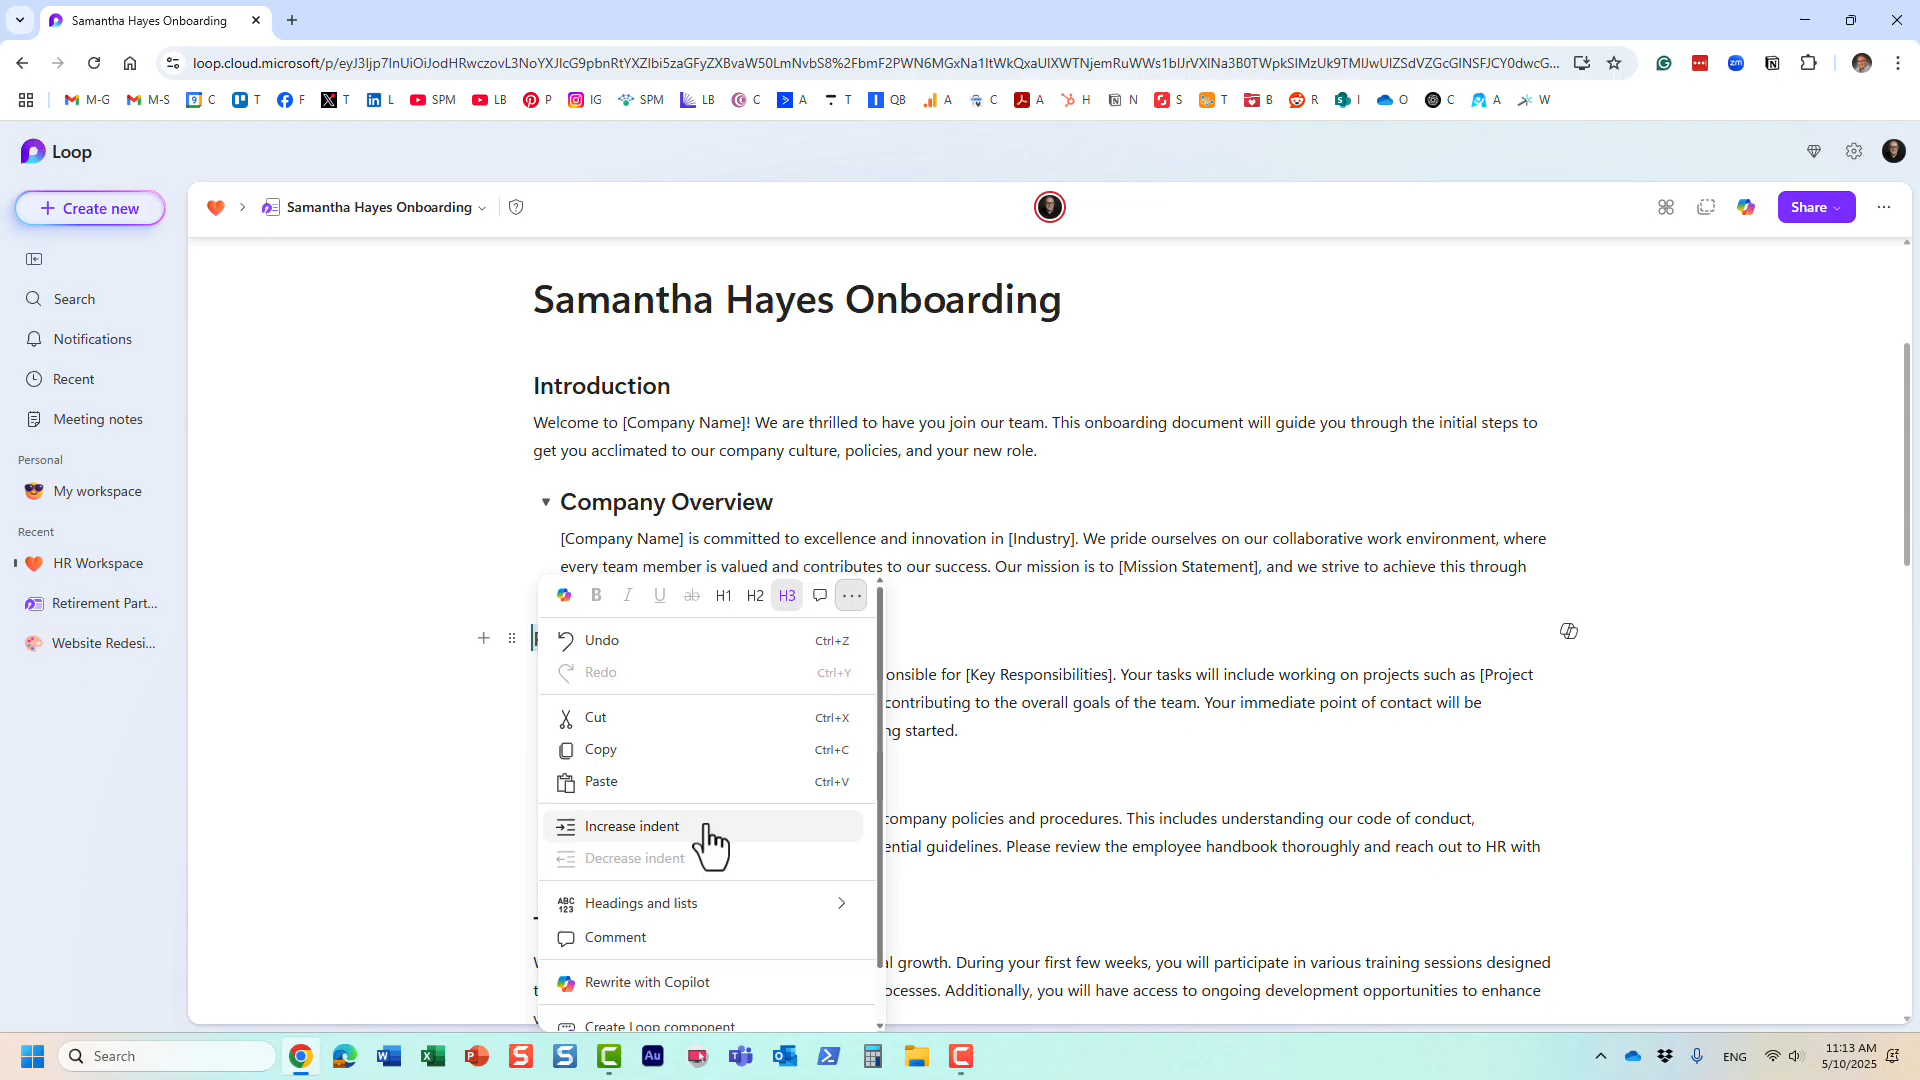 Samantha Hayes Onboarding
loop.cloud.microsoft/p/
M-G M-S C T F T L SPM LB P IG SPM LB C A T QB A C A H N S T B R I O C A W
Loop
Create new
Samantha Hayes Onboarding
Share
Search
Notifications
Recent
Meeting notes
Personal
My workspace
Recent
HR Workspace
Retirement Part...
Website Redesi...
Samantha Hayes Onboarding
Introduction
Welcome to [Company Name]! We are thrilled to have you join our team. This onboarding document will guide you through the initial steps to
get you acclimated to our company culture, policies, and your new role.
Company Overview
[Company Name] is committed to excellence and innovation in [Industry]. We pride ourselves on our collaborative work environment, where
every team member is valued and contributes to our success. Our mission is to [Mission Statement], and we strive to achieve this through
B I U ab H1 H2 H3 ...
Undo Ctrl+Z
Redo Ctrl+Y
Cut Ctrl+X
Copy Ctrl+C
Paste Ctrl+V
Increase indent
Decrease indent
ABC
123
Headings and lists
Comment
Rewrite with Copilot
Create Loop component
onsible for [Key Responsibilities]. Your tasks will include working on projects such as [Project
contributing to the overall goals of the team. Your immediate point of contact will be
ng started.
company policies and procedures. This includes understanding our code of conduct,
ential guidelines. Please review the employee handbook thoroughly and reach out to HR with
al growth. During your first few weeks, you will participate in various training sessions designed
ocesses. Additionally, you will have access to ongoing development opportunities to enhance
Search
ENG
11:13 AM
5/10/2025